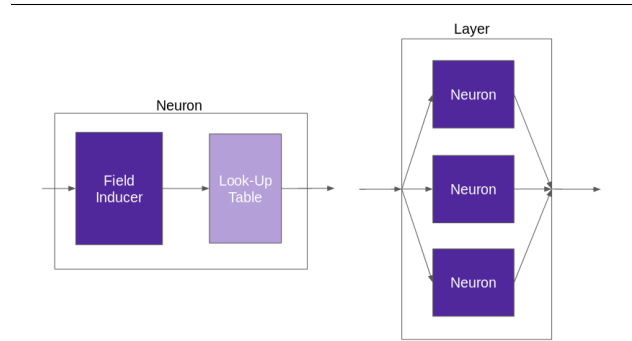 Neuron
Field
Inducer
Look-Up
Table
Layer
Neuron
Neuron
Neuron